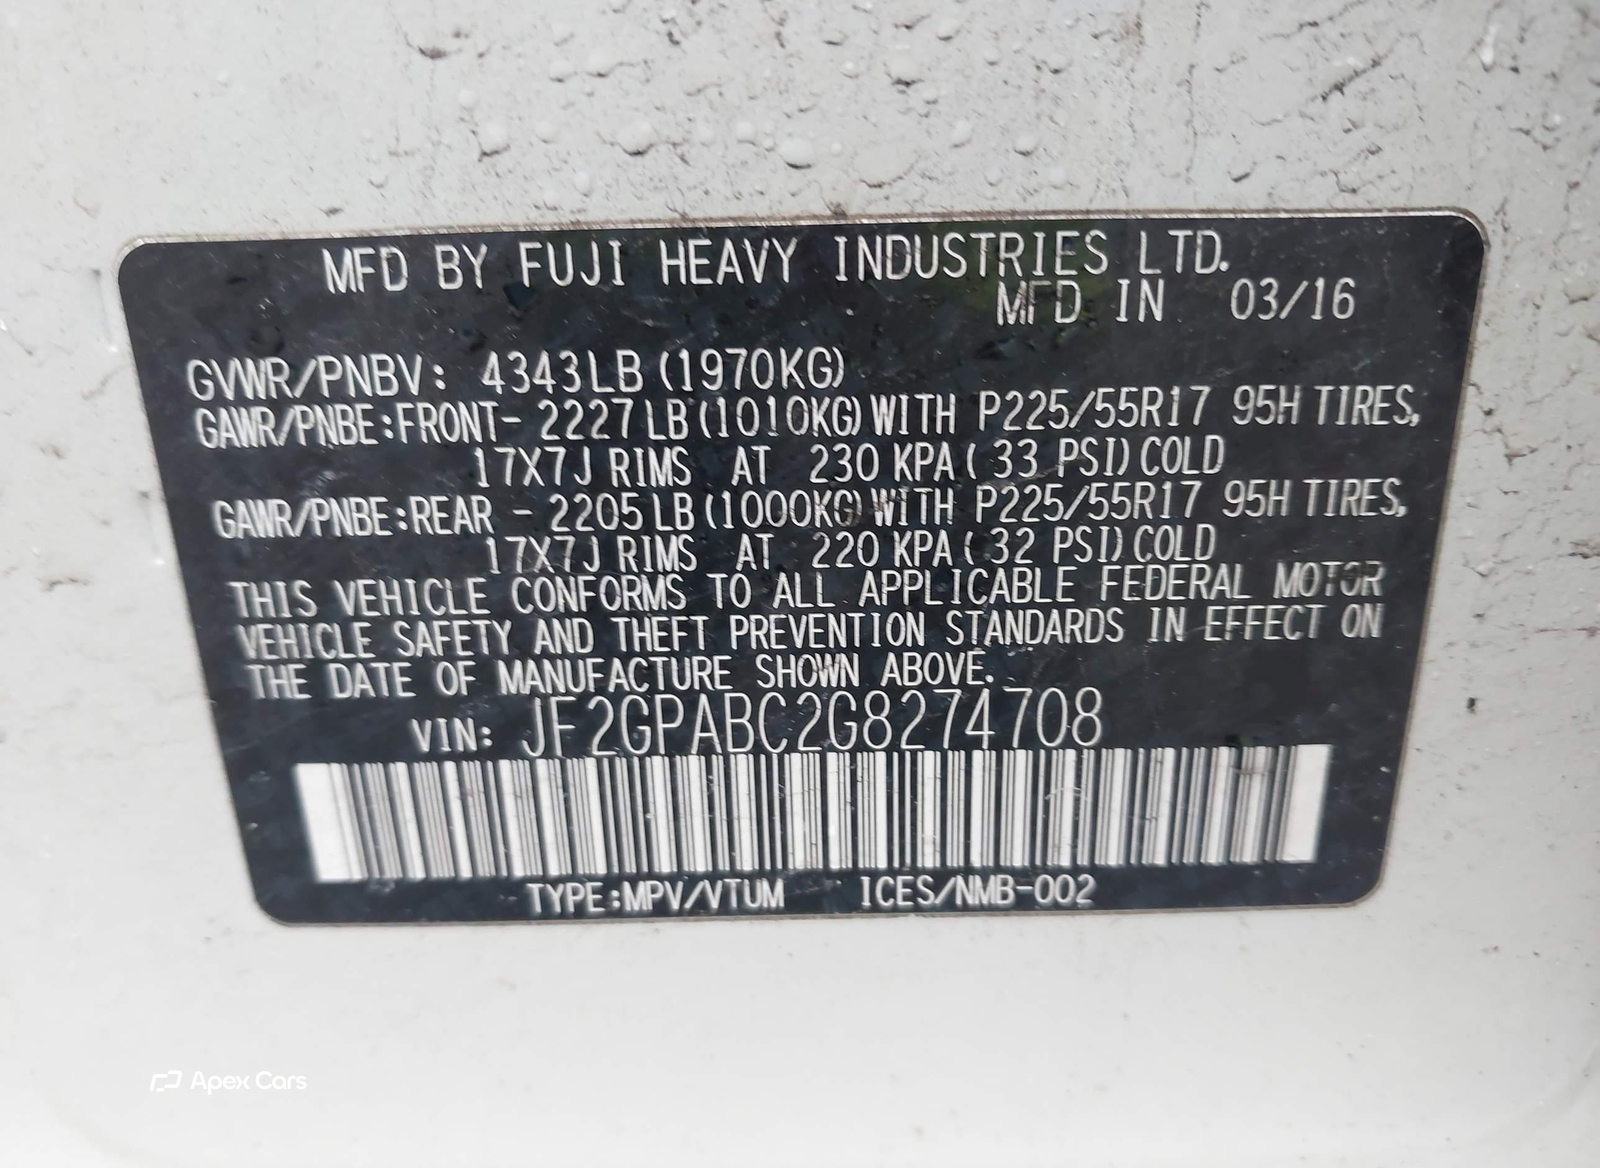 MFD BY FUJI HEAVY INDUSTRIES LTD.
MFD IN 03/16
GVWR/PNBV: 4343LB (1970KG)
GAWR/PNBE:FRONT- 2227LB(1010KG)WITH P225/55R17 95H TIRES,
17X7J RIMS AT 230 KPA( 33 PSI)COLD
GAWR/PNBE:REAR - 2205LB(1000KG)WITH P225/55R17 95H TIRES,
17X7J RIMS AT 220 KPA( 32 PSI)COLD
THIS VEHICLE CONFORMS TO ALL APPLICABLE FEDERAL MOTOR
VEHICLE SAFETY AND THEFT PREVENTION STANDARDS IN EFFECT ON
THE DATE OF MANUFACTURE SHOWN ABOVE.
VIN: JF2GPABC2G8274708
TYPE:MPV/VTUM ICES/NMB-002
Apex Cars